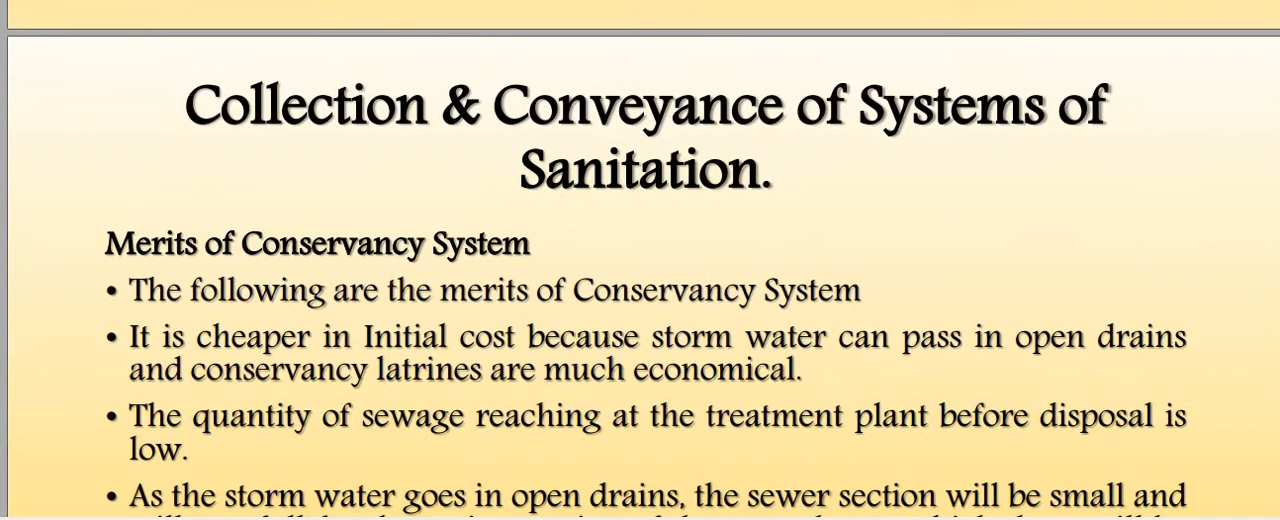 Collection & Conveyance of Systems of
Sanitation.
Merits of Conservancy System
• The following are the merits of Conservancy System
• It is cheaper in Initial cost because storm water can pass in open drains
and conservancy latrines are much economical.
• The quantity of sewage reaching at the treatment plant before disposal is
low.
• As the storm water goes in open drains, the sewer section will be small and